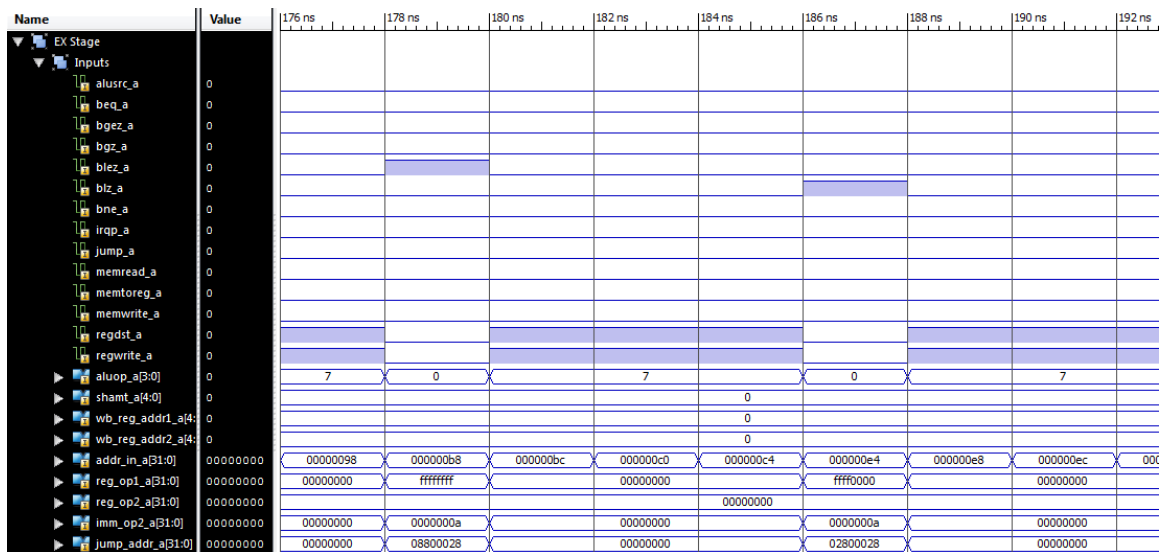 Name Value 176 ns 178 ns 180 ns 182 ns 184 ns 186 ns 188 ns 190 ns 192 ns
EX Stage
Inputs
alusrc_a 0
beq_a 0
bgez_a 0
bgz_a 0
blez_a 0
blz_a 0
bne_a 0
irqp_a 0
jump_a 0
memread_a 0
memtoreg_a 0
memwrite_a 0
regdst_a 0
regwrite_a 0
aluop_a[3:0] 0 7 0 7 0 7
shamt_a[4:0] 0 0
wb_reg_addr1_a[4: 0 0
wb_reg_addr2_a[4: 0 0
addr_in_a[31:0] 00000000 00000098 000000b8 000000bc 000000c0 000000c4 000000e4 000000e8 000000ec 000
reg_op1_a[31:0] 00000000 00000000 ffffffff 00000000 ffff0000 00000000
reg_op2_a[31:0] 00000000 00000000
imm_op2_a[31:0] 00000000 00000000 0000000a 00000000 0000000a 00000000
jump_addr_a[31:0] 00000000 00000000 08800028 00000000 02800028 00000000